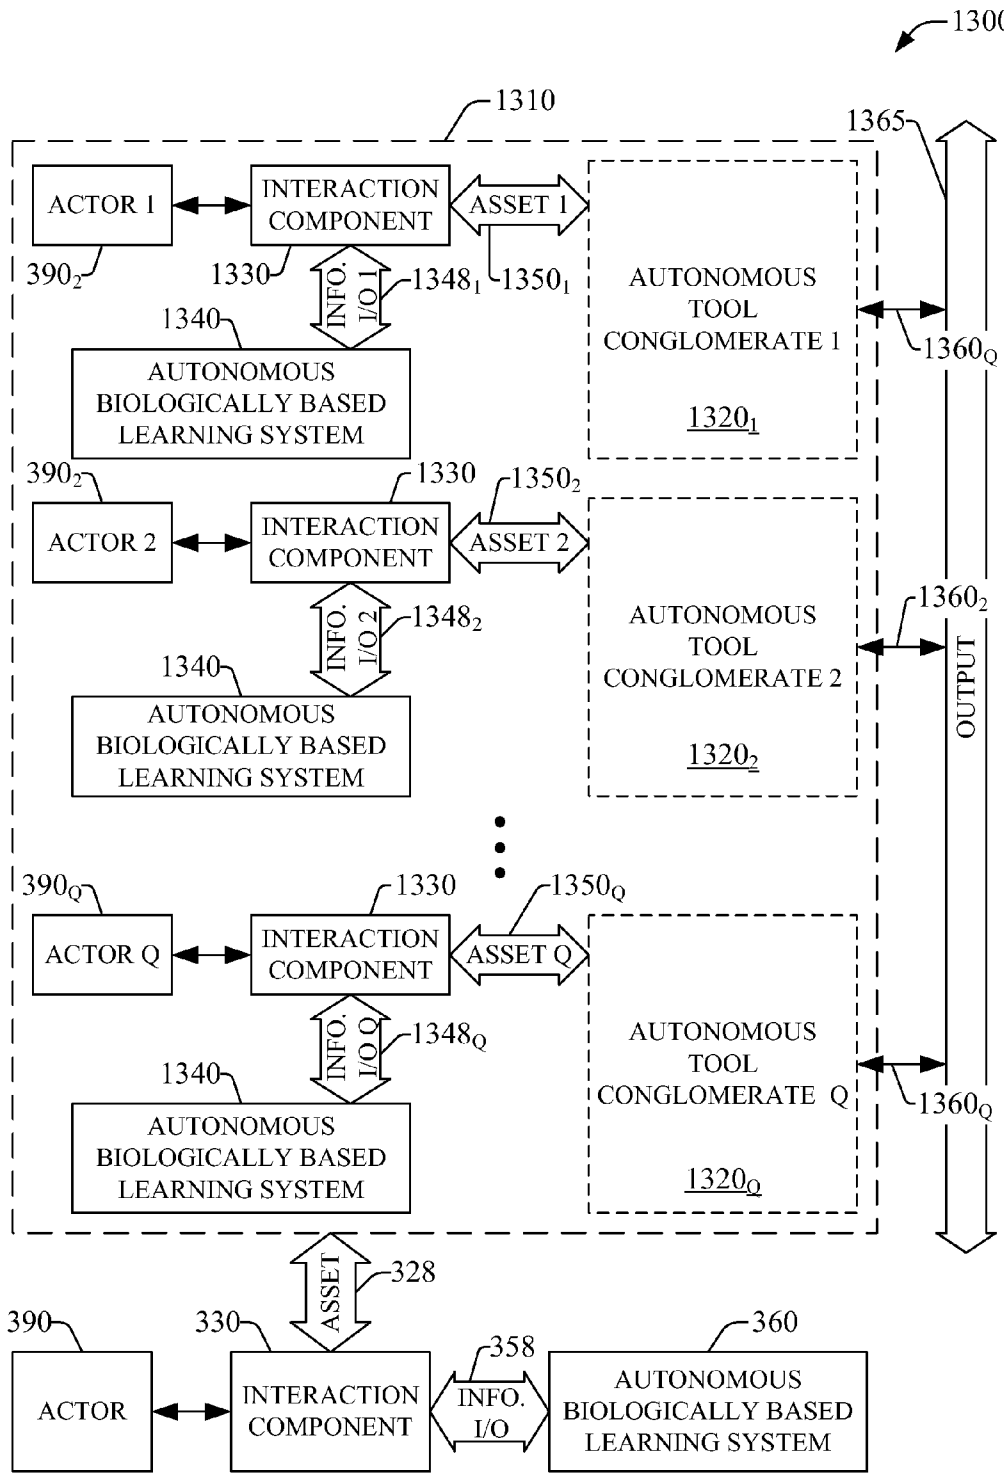 1300
1310
1365
ACTOR 1
INTERACTION
COMPONENT
ASSET 1
390₂
1330
INFO.
I/O 1
1348₁
1350₁
AUTONOMOUS
TOOL
CONGLOMERATE 1
1320₁
1360Q
1340
AUTONOMOUS
BIOLOGICALLY BASED
LEARNING SYSTEM
390₂
1330
1350₂
ACTOR 2
INTERACTION
COMPONENT
ASSET 2
INFO.
I/O 2
1348₂
AUTONOMOUS
TOOL
CONGLOMERATE 2
1320₂
1360₂
OUTPUT
1340
AUTONOMOUS
BIOLOGICALLY BASED
LEARNING SYSTEM
390Q
1330
1350Q
ACTOR Q
INTERACTION
COMPONENT
ASSET Q
INFO.
I/O Q
1348Q
AUTONOMOUS
TOOL
CONGLOMERATE Q
1320Q
1360Q
1340
AUTONOMOUS
BIOLOGICALLY BASED
LEARNING SYSTEM
ASSET
328
390
330
358
360
ACTOR
INTERACTION
COMPONENT
INFO.
I/O
AUTONOMOUS
BIOLOGICALLY BASED
LEARNING SYSTEM